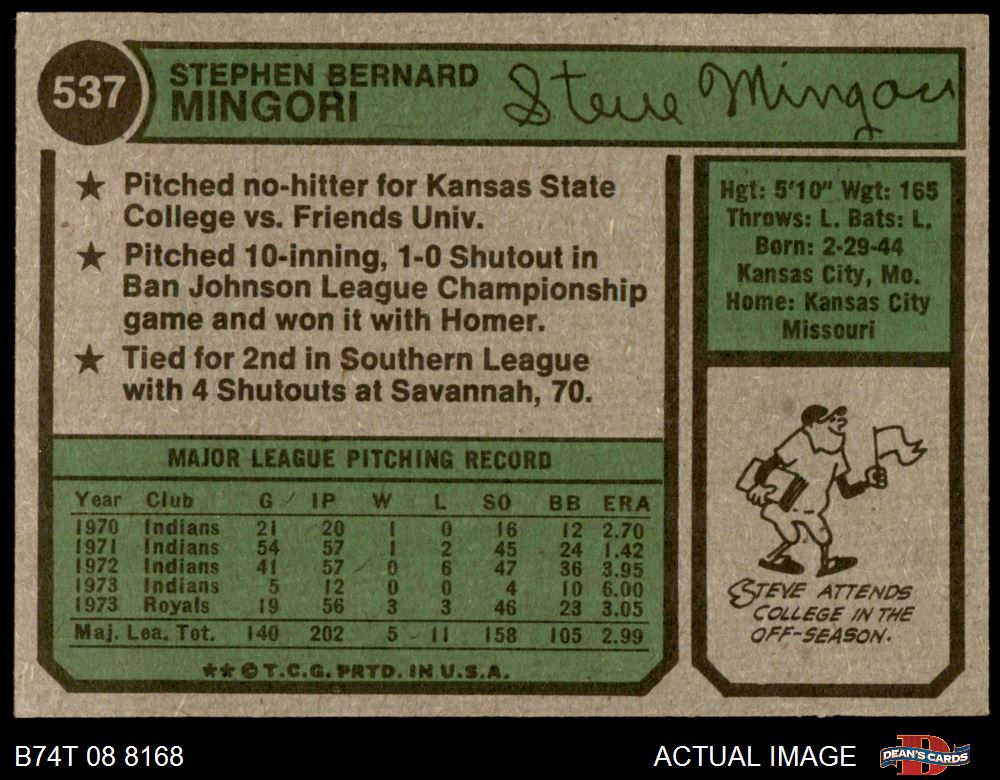 537
STEPHEN BERNARD
MINGORI
Steve Mingori
★ Pitched no-hitter for Kansas State
College vs. Friends Univ.
★ Pitched 10-inning, 1-0 Shutout in
Ban Johnson League Championship
game and won it with Homer.
★ Tied for 2nd in Southern League
with 4 Shutouts at Savannah, 70.
Hgt: 5'10" Wgt: 165
Throws: L. Bats: L.
Born: 2-29-44
Kansas City, Mo.
Home: Kansas City
Missouri
MAJOR LEAGUE PITCHING RECORD
Year Club G IP W L SO BB ERA
1970 Indians 21 20 1 0 16 12 2.70
1971 Indians 54 57 1 2 45 24 1.42
1972 Indians 41 57 0 6 47 36 3.95
1973 Indians 5 12 0 0 4 10 6.00
1973 Royals 19 56 3 3 46 23 3.05
Maj. Lea. Tot. 140 202 5 11 158 105 2.99
**©T.C.G. PRTD. IN U.S.A.
STEVE ATTENDS
COLLEGE IN THE
OFF-SEASON.
B74T 08 8168
ACTUAL IMAGE
D
DEAN'S CARDS